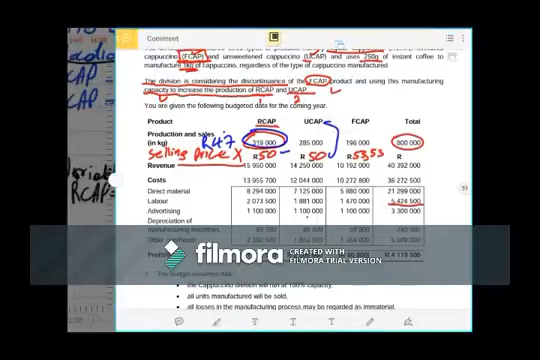 Comment
cappuccino (FCAP) and unsweetened cappuccino (UCAP) and uses 250g of instant coffee to
manufacture 1kg of cappuccino, regardless of the type of cappuccino manufactured.
The division is considering the discontinuance of the FCAP product and using this manufacturing
capacity to increase the production of RCAP and UCAP.
You are given the following budgeted data for the coming year.
Product RCAP UCAP FCAP Total
Production and sales
(in kg) R47 319 000 285 000 196 000 800 000
Selling price X R50 R50 R53,53 R
Revenue 15 950 000 14 250 000 10 192 000 40 392 000
Costs 13 955 700 12 044 000 10 272 800 36 272 500
Direct material 8 294 000 7 125 000 5 880 000 21 299 000
Labour 2 073 500 1 881 000 1 470 000 5 424 500
Advertising 1 100 000 1 100 000 1 100 000 3 300 000
Depreciation of
filmora
CREATED WITH
FILMORA TRIAL VERSION
R 4 119 500
The budget assumes that:
the Cappuccino division will run at 100% capacity;
all units manufactured will be sold;
all losses in the manufacturing process may be regarded as immaterial.